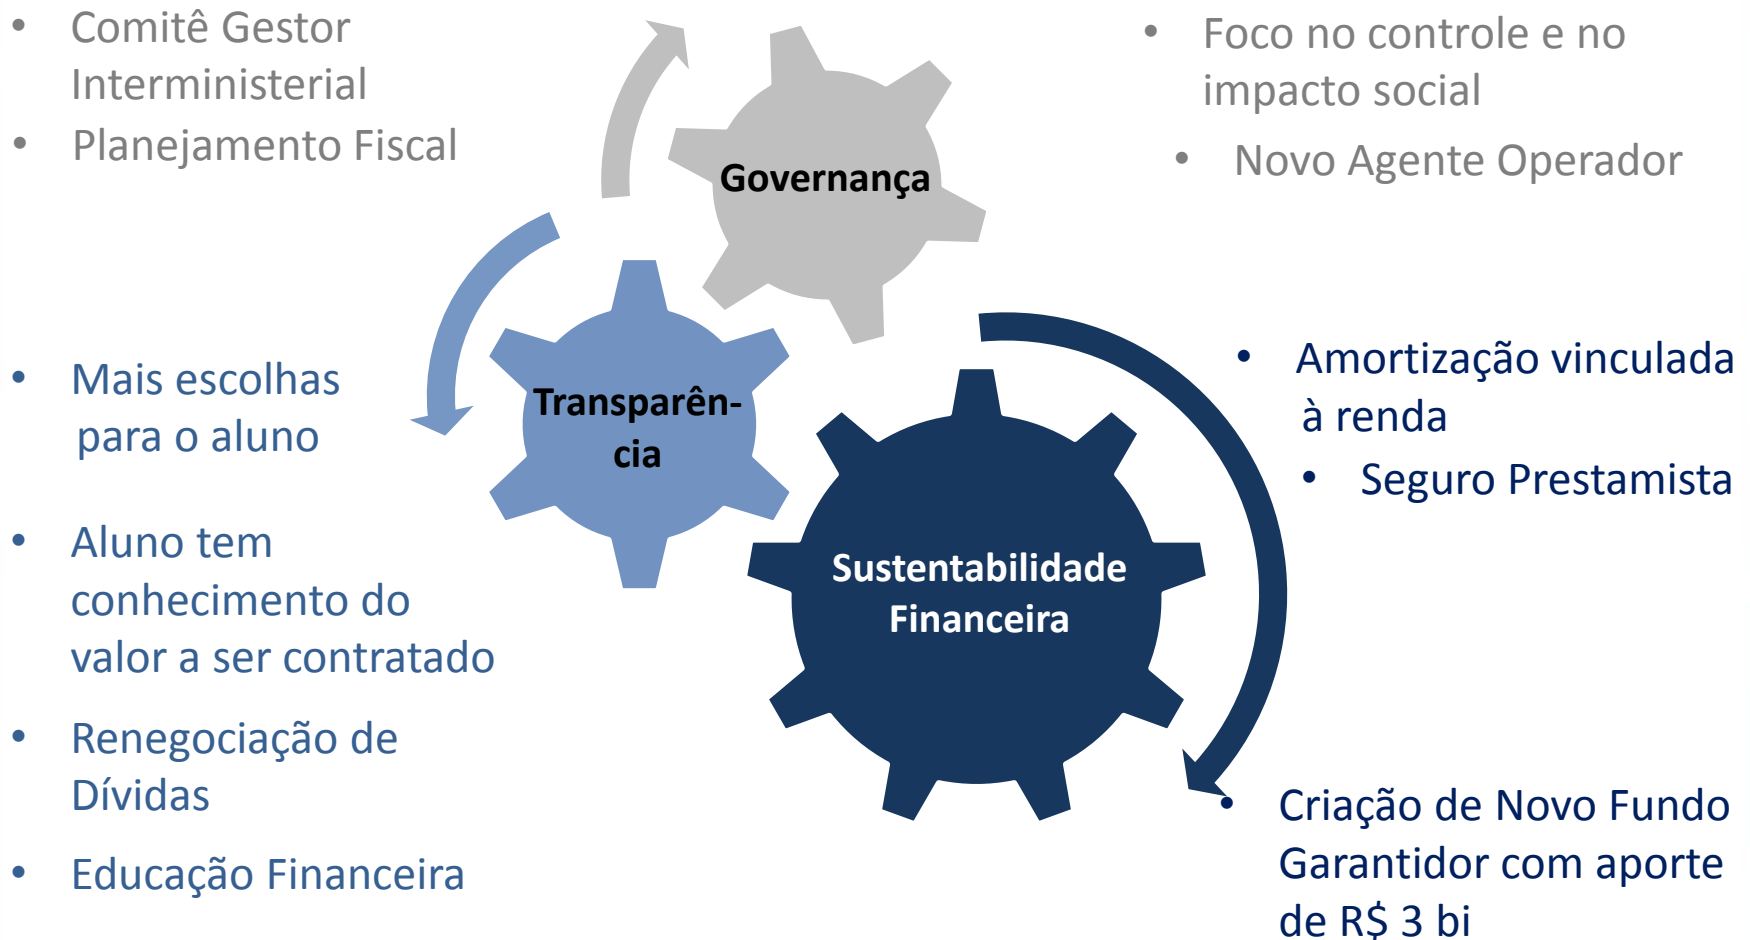 • Comitê Gestor
Interministerial
• Planejamento Fiscal
• Foco no controle e no
impacto social
• Novo Agente Operador
Governança
• Mais escolhas
para o aluno
• Aluno tem
conhecimento do
valor a ser contratado
• Renegociação de
Dívidas
• Educação Financeira
Transparên-
cia
• Amortização vinculada
à renda
• Seguro Prestamista
Sustentabilidade
Financeira
• Criação de Novo Fundo
Garantidor com aporte
de R$ 3 bi